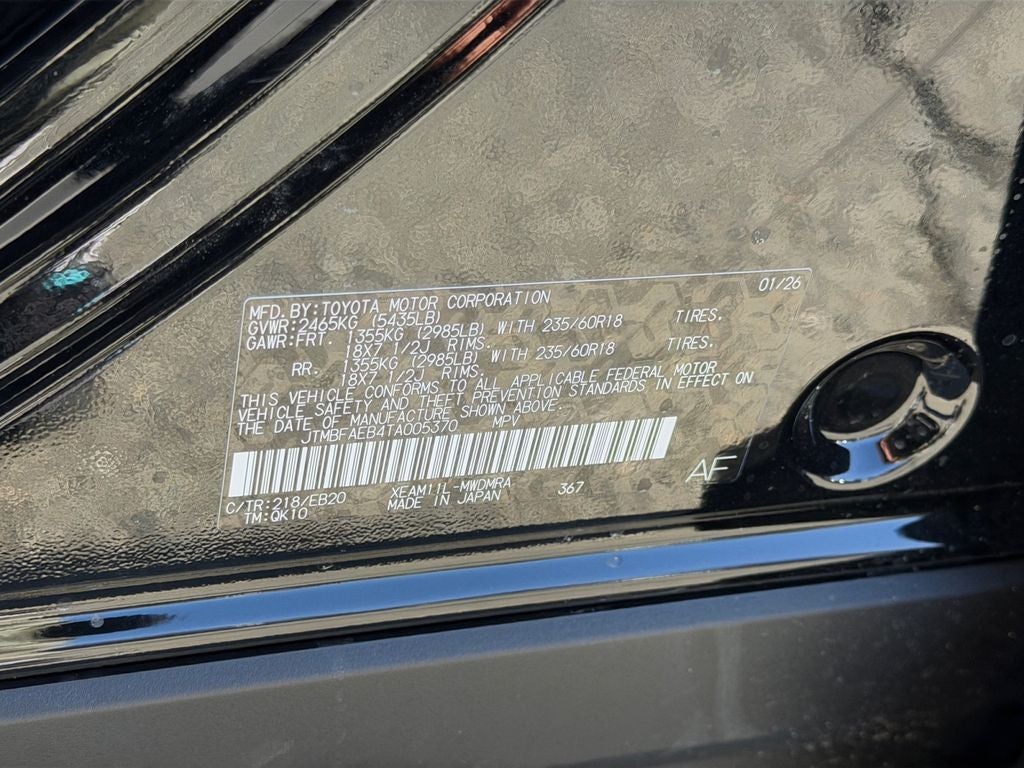 MFD. BY:TOYOTA MOTOR CORPORATION 01/26
GVWR:2465KG (5435LB)
GAWR:FRT. 1355KG (2985LB) WITH 235/60R18 TIRES.
18X7 1/2J RIMS.
RR. 1355KG (2985LB) WITH 235/60R18 TIRES.
18X7 1/2J RIMS.
THIS VEHICLE CONFORMS TO ALL APPLICABLE FEDERAL MOTOR
VEHICLE SAFETY AND THEFT PREVENTION STANDARDS IN EFFECT ON
THE DATE OF MANUFACTURE SHOWN ABOVE.
JTMBFAEB4TA005370 MPV
AF
C/TR:218/EB20 XEAM11L-MWDMRA 367
TM:QK10 MADE IN JAPAN